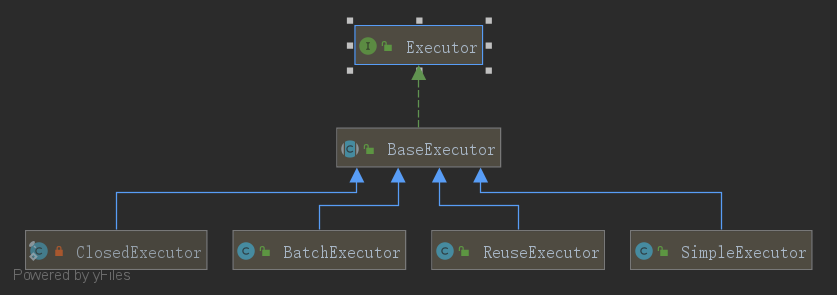 Executor
BaseExecutor
ClosedExecutor
BatchExecutor
ReuseExecutor
SimpleExecutor
Powered by yFiles